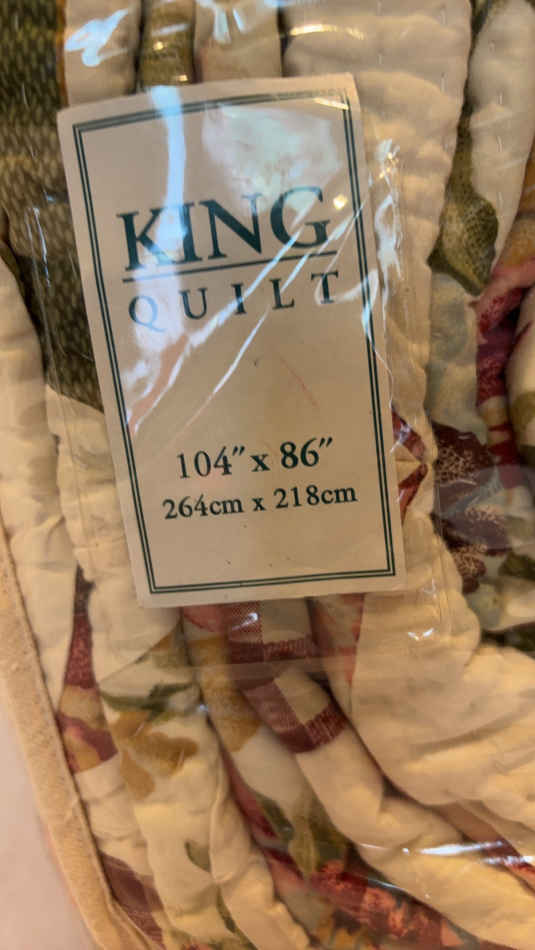 KING
QUILT
104" x 86"
264cm x 218cm